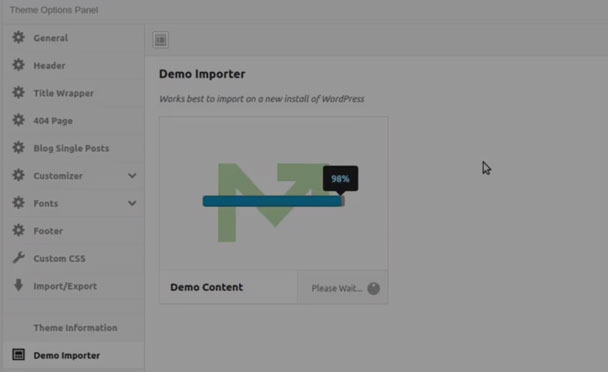 Theme Options Panel
General
Header
Title Wrapper
404 Page
Blog Single Posts
Customizer
Fonts
Footer
Custom CSS
Import/Export
Theme Information
Demo Importer
Demo Importer
Works best to import on a new install of WordPress
98%
Demo Content
Please Wait...